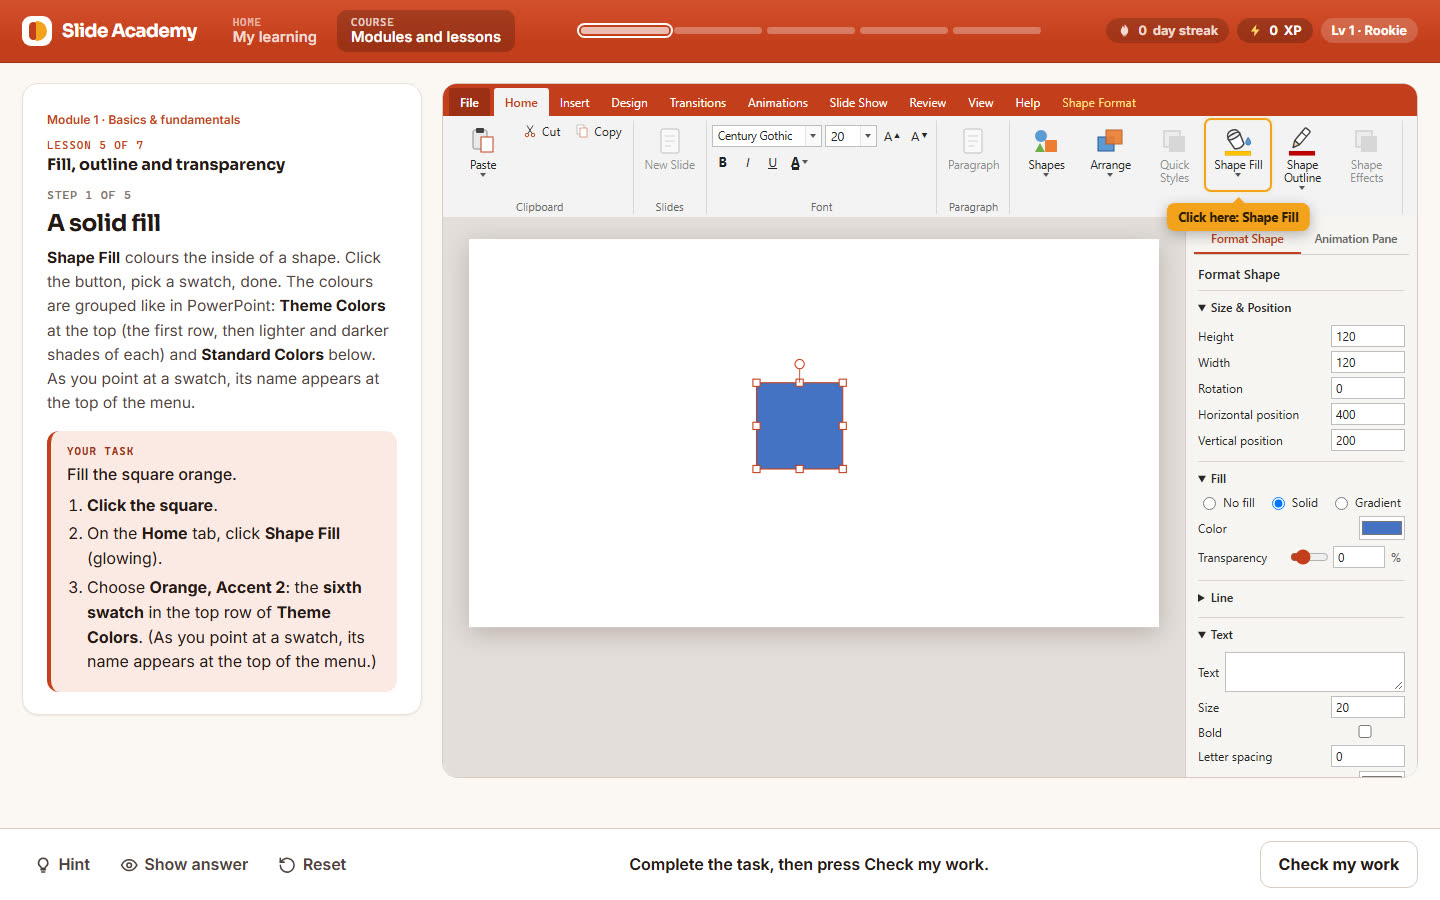 Slide Academy
HOME
My learning
COURSE
Modules and lessons
0 day streak
0 XP
Lv 1 · Rookie
Module 1 · Basics & fundamentals
LESSON 5 OF 7
Fill, outline and transparency
STEP 1 OF 5
A solid fill
Shape Fill colours the inside of a shape. Click
the button, pick a swatch, done. The colours
are grouped like in PowerPoint: Theme Colors
at the top (the first row, then lighter and darker
shades of each) and Standard Colors below.
As you point at a swatch, its name appears at
the top of the menu.
YOUR TASK
Fill the square orange.
1. Click the square.
2. On the Home tab, click Shape Fill
(glowing).
3. Choose Orange, Accent 2: the sixth
swatch in the top row of Theme
Colors. (As you point at a swatch, its
name appears at the top of the menu.)
File
Home
Insert
Design
Transitions
Animations
Slide Show
Review
View
Help
Shape Format
Paste
Cut
Copy
Clipboard
New Slide
Slides
Century Gothic
20
A
A
B
I
U
A
Font
Paragraph
Paragraph
Shapes
Arrange
Quick
Styles
Shape Fill
Shape
Outline
Shape
Effects
Click here: Shape Fill
Format Shape
Animation Pane
Format Shape
Size & Position
Height
120
Width
120
Rotation
0
Horizontal position
400
Vertical position
200
Fill
No fill
Solid
Gradient
Color
Transparency
0
%
Line
Text
Text
Size
20
Bold
Letter spacing
0
Hint
Show answer
Reset
Complete the task, then press Check my work.
Check my work